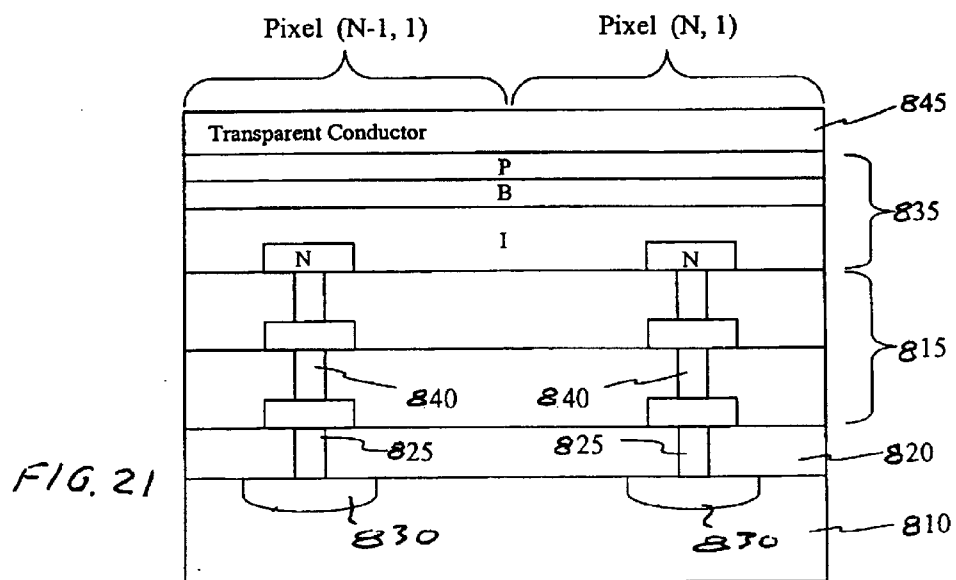 Pixel (N-1, 1) Pixel (N, 1)
845
Transparent Conductor
P
B
835
I
N N
815
840 840
825 825 820
FIG. 21
830 830 810